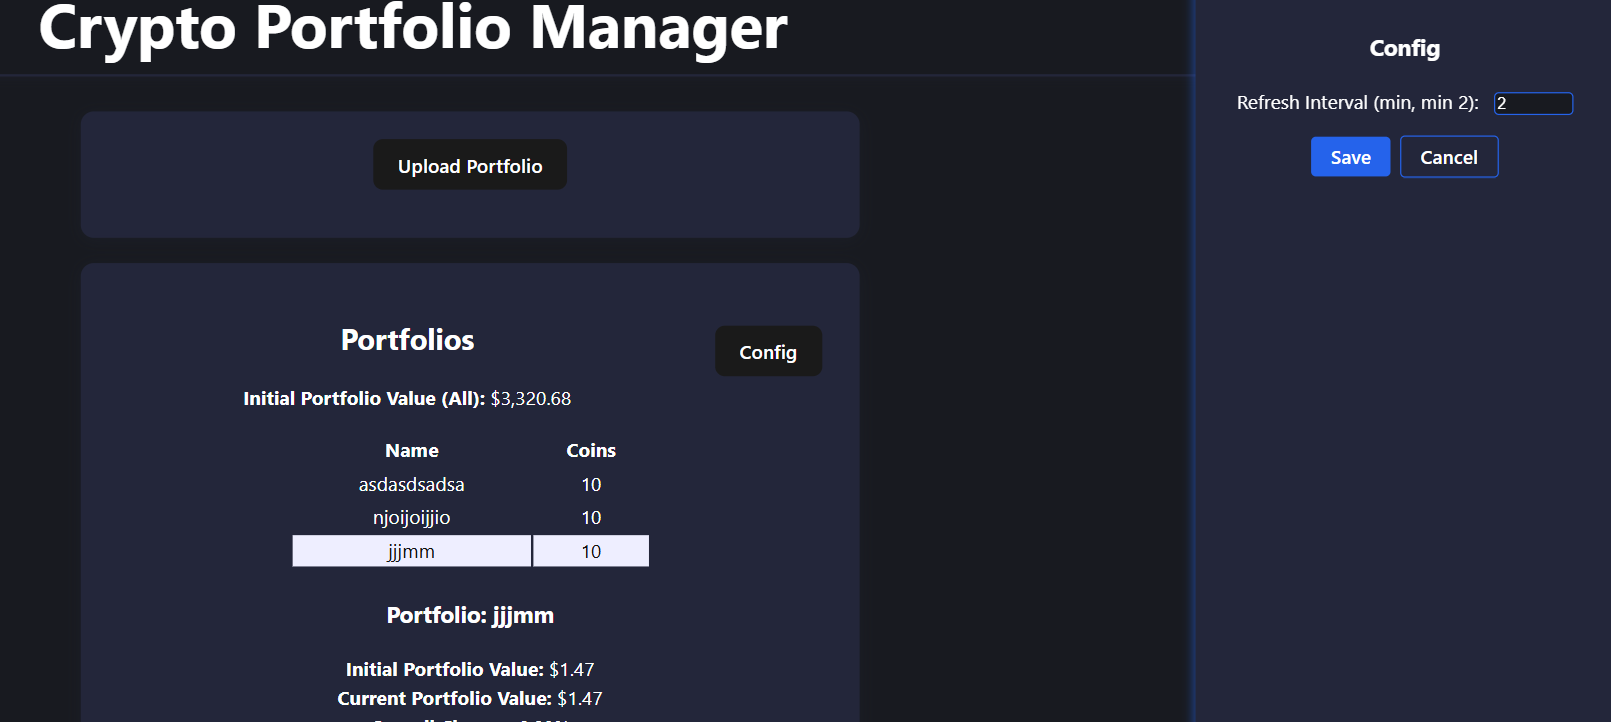 Crypto Portfolio Manager
Upload Portfolio
Portfolios
Config
Initial Portfolio Value (All): $3,320.68
Name Coins
asdasdsadsa 10
njoijoijjio 10
jjjmm 10
Portfolio: jjjmm
Initial Portfolio Value: $1.47
Current Portfolio Value: $1.47
Config
Refresh Interval (min, min 2): 2
Save Cancel